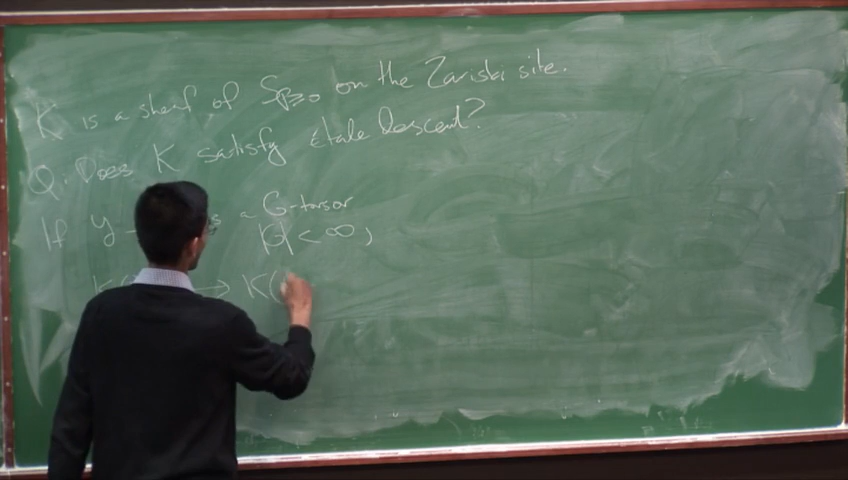 K is a sheaf of Sp≥0 on the Zariski site.
Q: Does K satisfy étale descent?
If Y is a G-torsor
|G| < ∞,
K( → K(